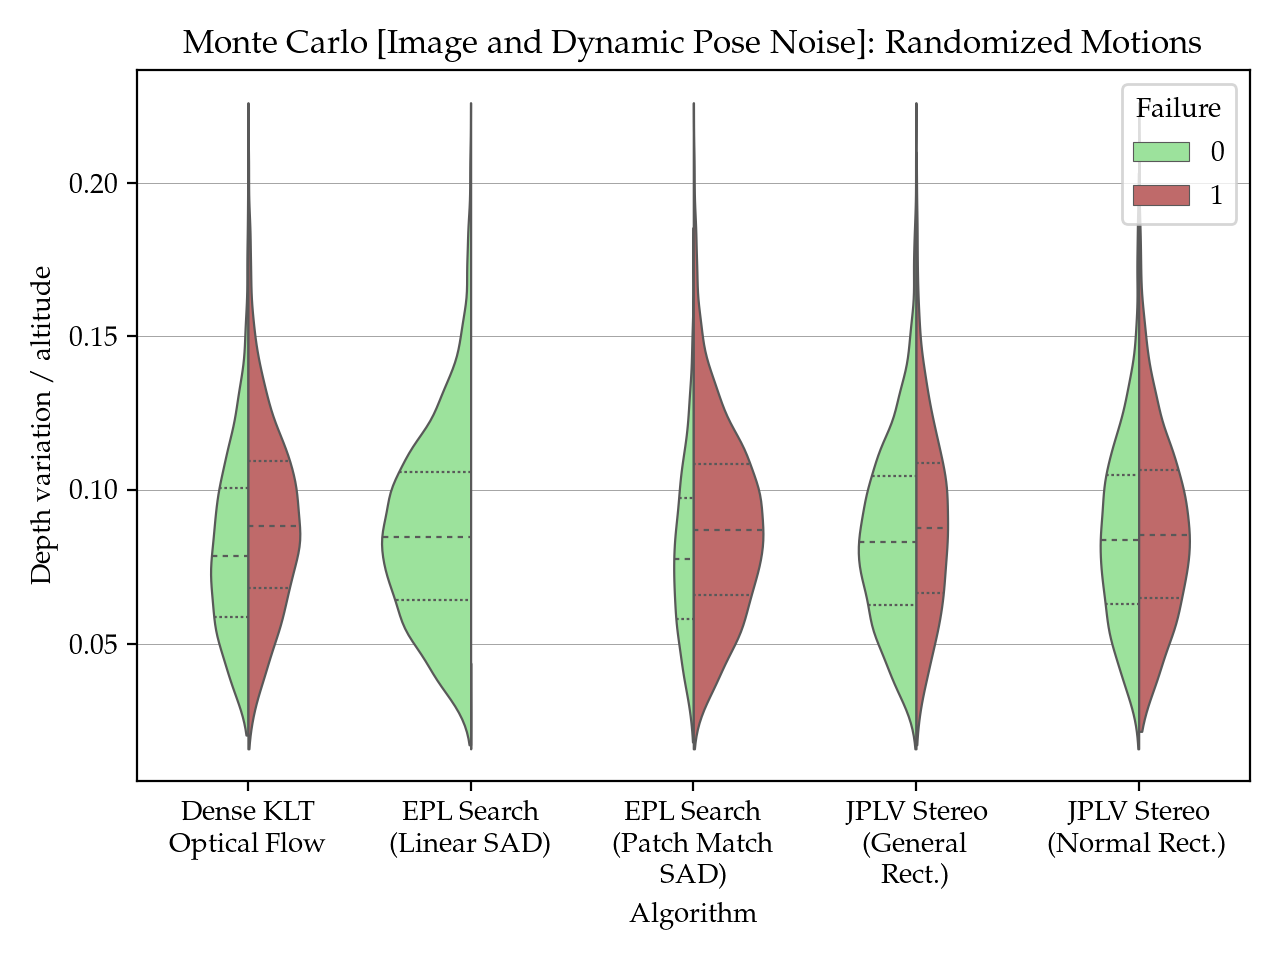 Monte Carlo [Image and Dynamic Pose Noise]: Randomized Motions
Failure
0
1
0.20
0.15
0.10
0.05
Depth variation / altitude
Dense KLT
Optical Flow
EPL Search
(Linear SAD)
EPL Search
(Patch Match
SAD)
JPLV Stereo
(General
Rect.)
JPLV Stereo
(Normal Rect.)
Algorithm